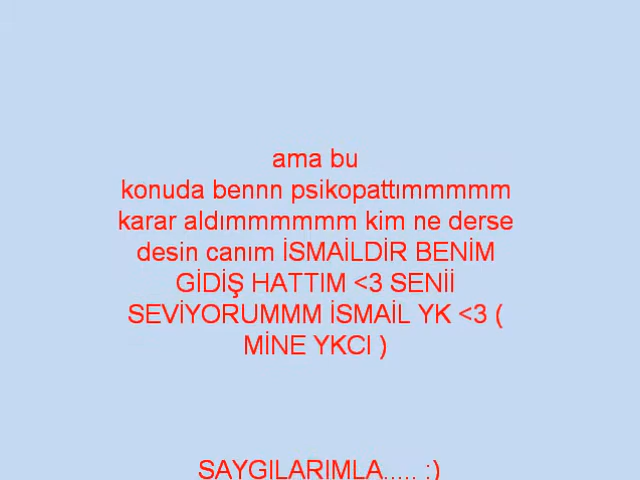 ama bu
konuda bennn psikopattımmmmm
karar aldımmmmmm kim ne derse
desin canım İSMAİLDİR BENİM
GİDİŞ HATTIM <3 SENİİ
SEVİYORUMMM İSMAİL YK <3 (
MİNE YKCI )
SAYGILARIMLA..... :)